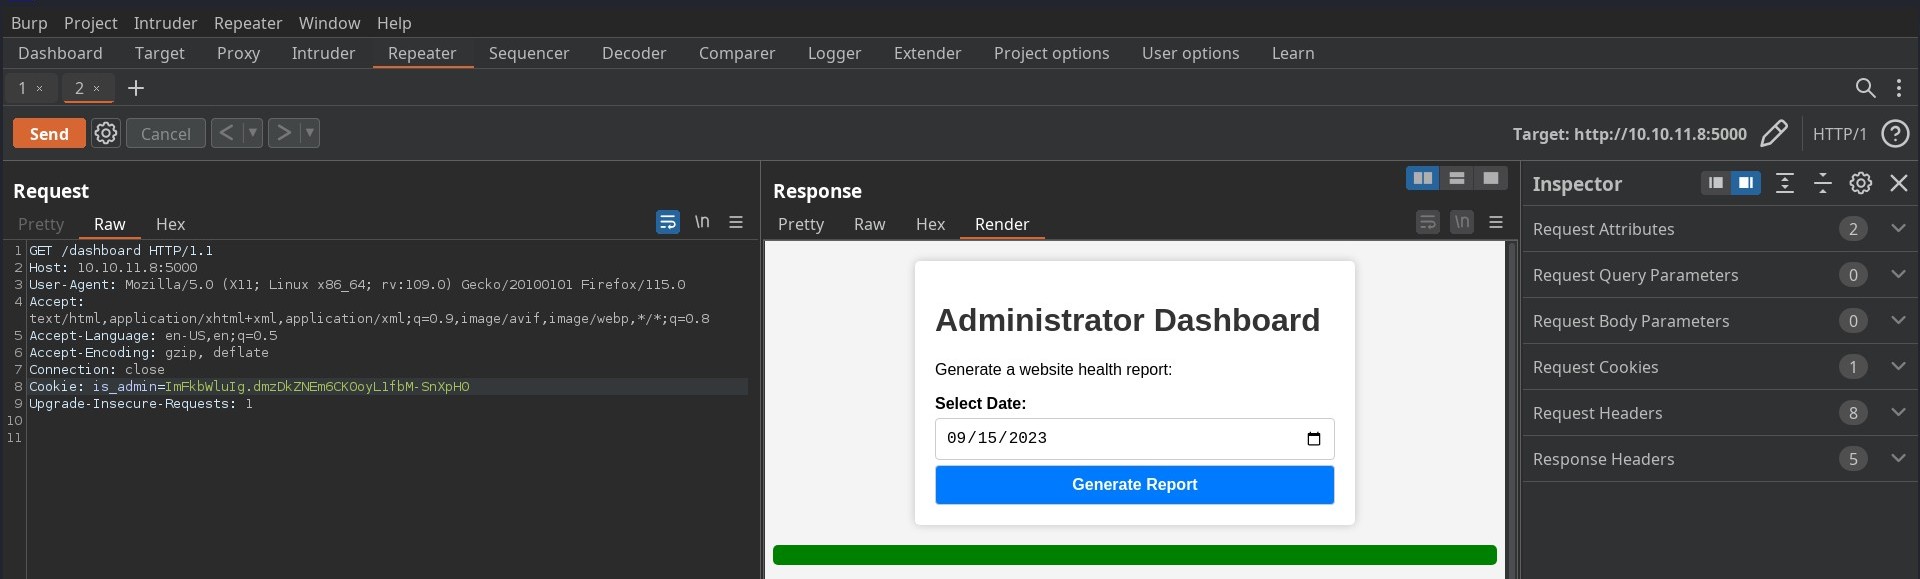 Burp Project Intruder Repeater Window Help
Dashboard Target Proxy Intruder Repeater Sequencer Decoder Comparer Logger Extender Project options User options Learn
1 × 2 × +
Send Cancel < ▼ > ▼ Target: http://10.10.11.8:5000 HTTP/1 ?
Request
Pretty Raw Hex \n ≡
1 GET /dashboard HTTP/1.1
2 Host: 10.10.11.8:5000
3 User-Agent: Mozilla/5.0 (X11; Linux x86_64; rv:109.0) Gecko/20100101 Firefox/115.0
4 Accept:
text/html,application/xhtml+xml,application/xml;q=0.9,image/avif,image/webp,*/*;q=0.8
5 Accept-Language: en-US,en;q=0.5
6 Accept-Encoding: gzip, deflate
7 Connection: close
8 Cookie: is_admin=ImFkbWluIg.dmzDkZNEm6CK0oyL1fbM-SnXpH0
9 Upgrade-Insecure-Requests: 1
10
11
Response
Pretty Raw Hex Render \n ≡
Administrator Dashboard
Generate a website health report:
Select Date:
09/15/2023
Generate Report
Inspector
Request Attributes 2
Request Query Parameters 0
Request Body Parameters 0
Request Cookies 1
Request Headers 8
Response Headers 5